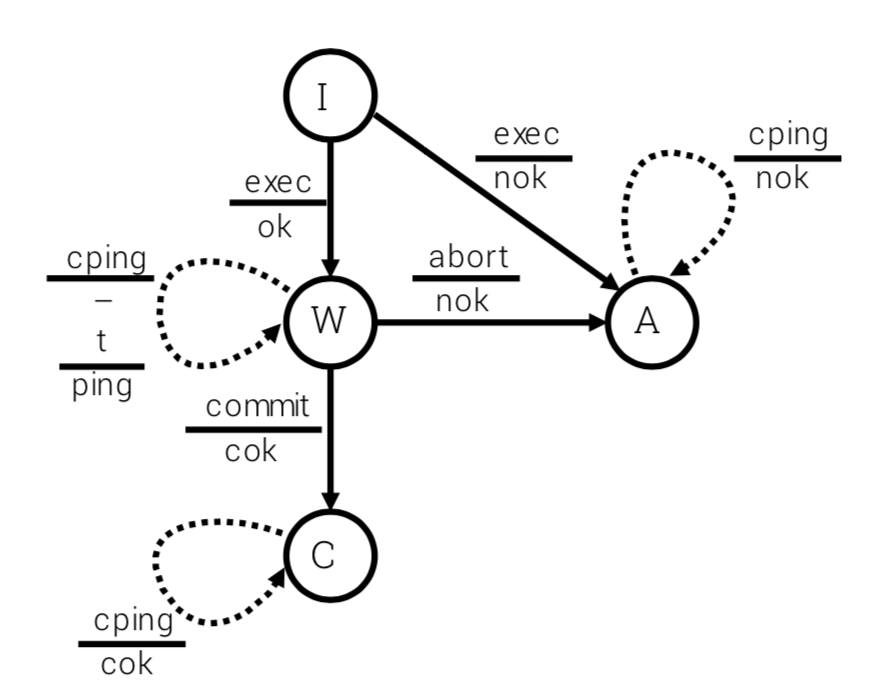 I
exec
nok
cping
nok
exec
ok
cping
–
t
ping
W
abort
nok
A
commit
cok
C
cping
cok